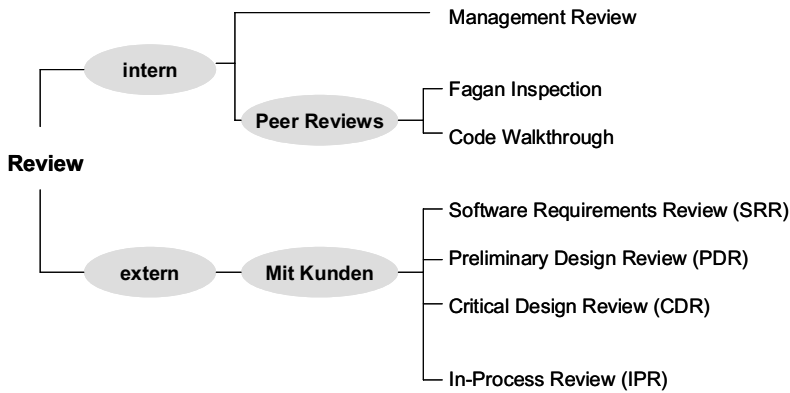 Management Review
intern
Fagan Inspection
Peer Reviews
Code Walkthrough
Review
Software Requirements Review (SRR)
Preliminary Design Review (PDR)
extern
Mit Kunden
Critical Design Review (CDR)
In-Process Review (IPR)